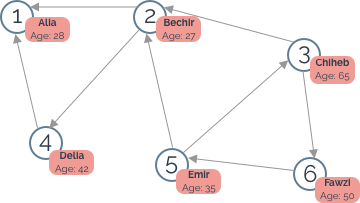 1
Alia
Age: 28
2
Bechir
Age: 27
3
Chiheb
Age: 65
4
Delia
Age: 42
5
Emir
Age: 35
6
Fawzi
Age: 50